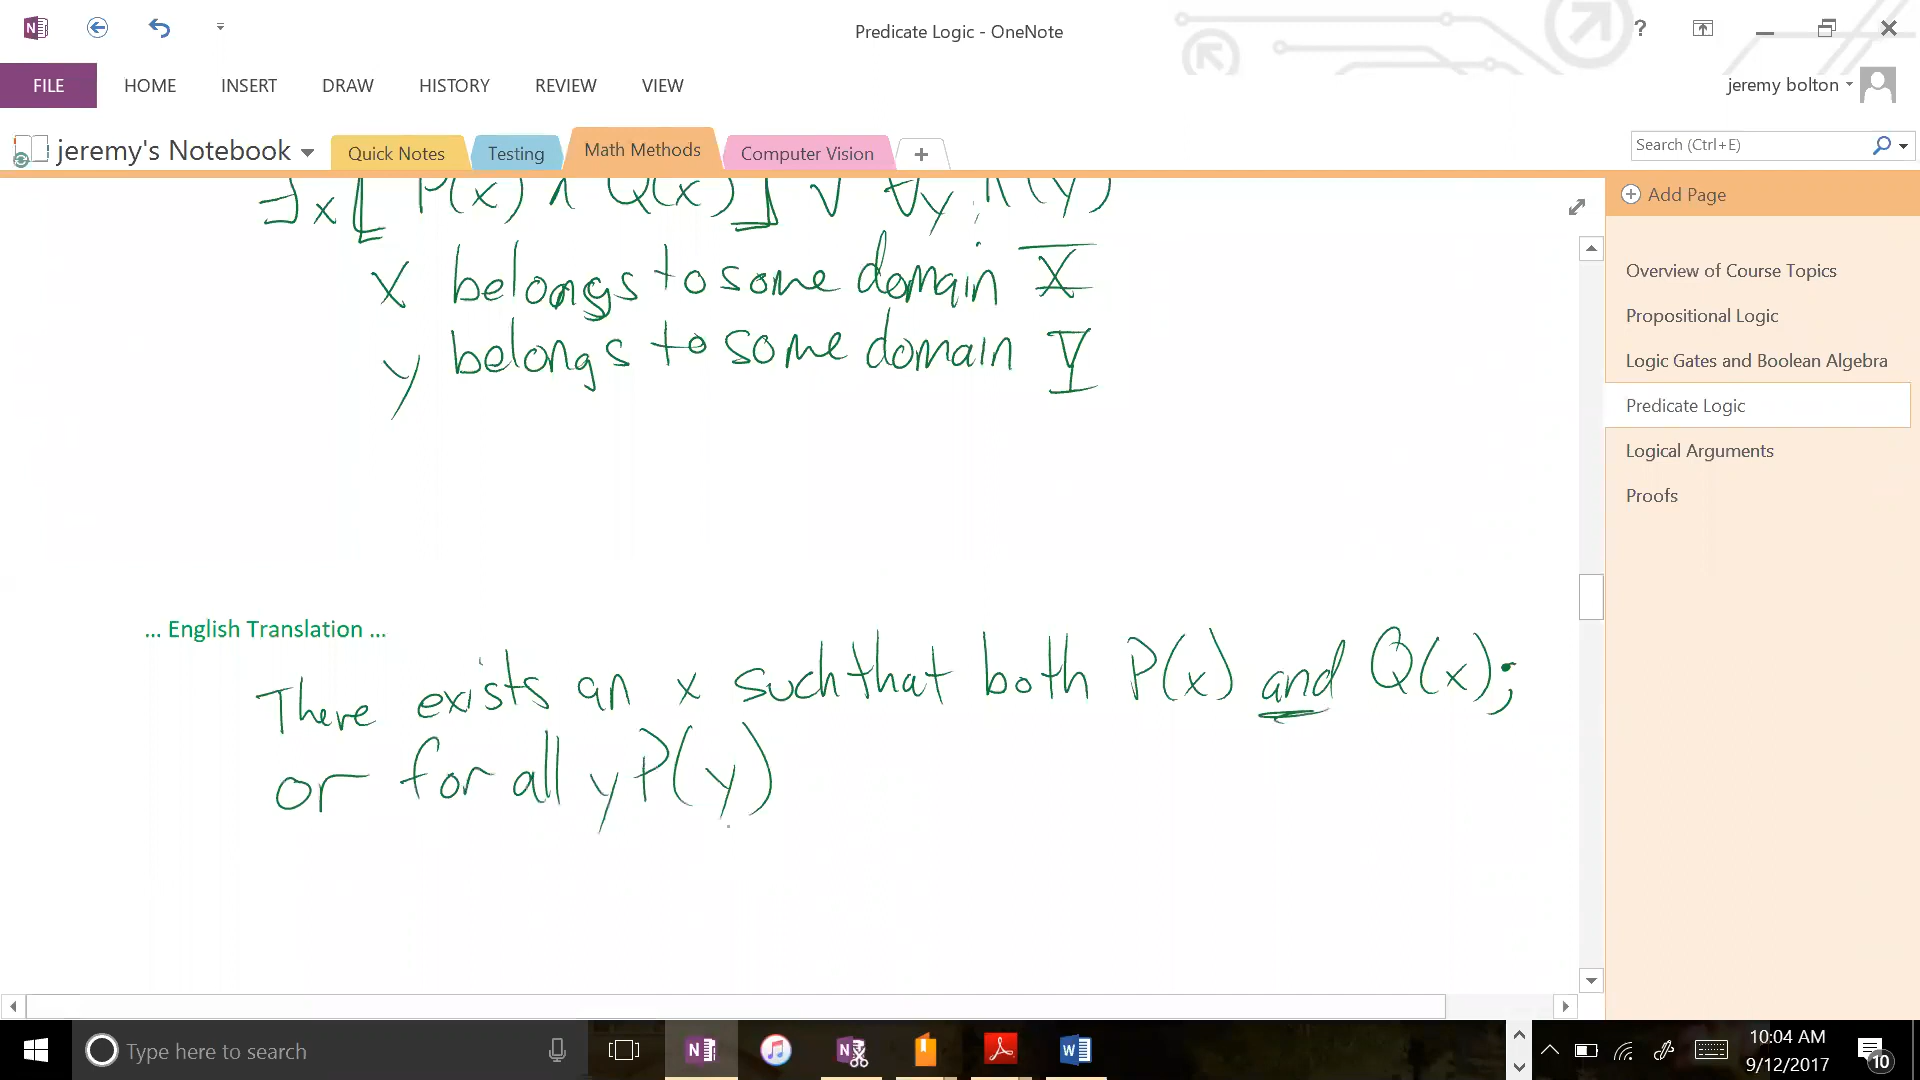 Predicate Logic - OneNote
?
FILE HOME INSERT DRAW HISTORY REVIEW VIEW
jeremy bolton
jeremy's Notebook
Quick Notes
Testing
Math Methods
Computer Vision
+
Search (Ctrl+E)
Add Page
Overview of Course Topics
Propositional Logic
Logic Gates and Boolean Algebra
Predicate Logic
Logical Arguments
Proofs
∃x[ P(x) ∧ Q(x) ] ∨ ∀y
x belongs to some domain X
y belongs to some domain Y
... English Translation ...
There exists an x such that both P(x) and Q(x);
or for all y P(y)
Type here to search
10:04 AM
9/12/2017
10